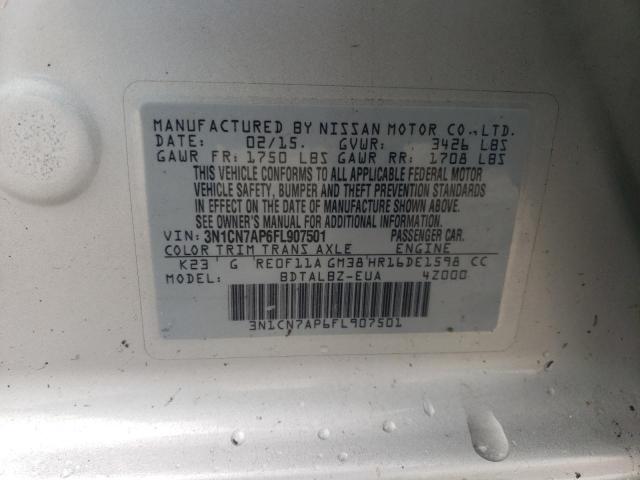 MANUFACTURED BY NISSAN MOTOR CO., LTD.
DATE: 02/15. GVWR: 3426 LBS
GAWR FR: 1750 LBS GAWR RR: 1708 LBS
THIS VEHICLE CONFORMS TO ALL APPLICABLE FEDERAL MOTOR
VEHICLE SAFETY, BUMPER AND THEFT PREVENTION STANDARDS
IN EFFECT ON THE DATE OF MANUFACTURE SHOWN ABOVE.
SEE OWNER'S MANUAL FOR ADDITIONAL INFORMATION.
VIN: 3N1CN7AP6FL907501 PASSENGER CAR.
COLOR TRIM TRANS AXLE ENGINE
K23 G RE0F11A GM38 HR16DE1598 CC
MODEL: BDTALBZ-EUA 4Z000
3N1CN7AP6FL907501